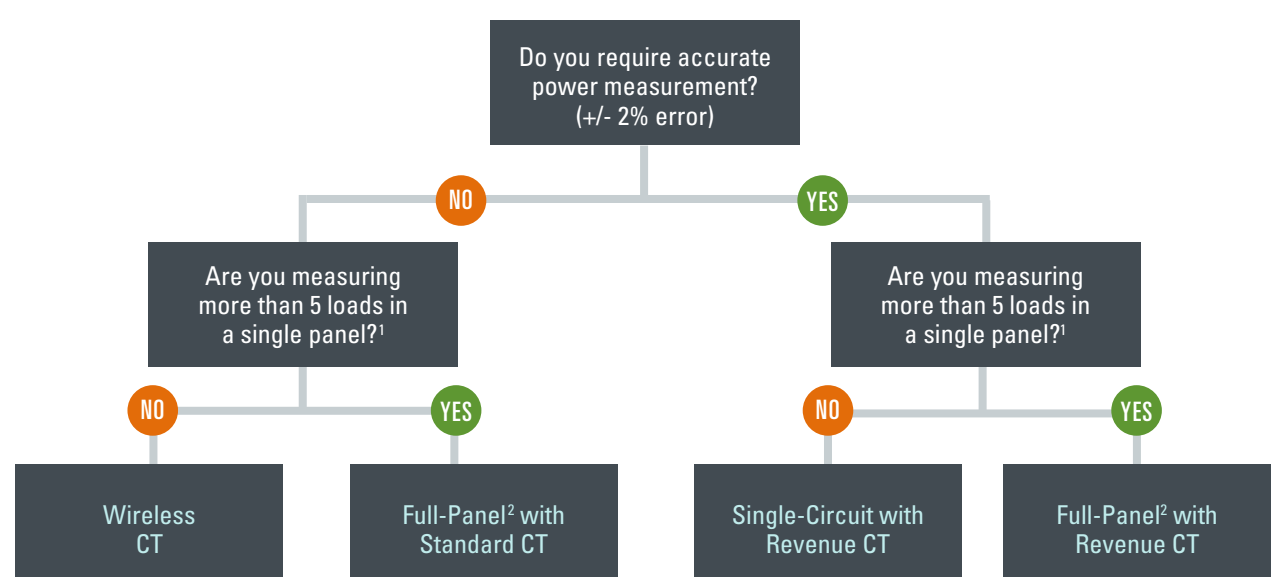 Do you require accurate
power measurement?
(+/- 2% error)
NO
YES
Are you measuring
more than 5 loads in
a single panel?¹
Are you measuring
more than 5 loads in
a single panel?¹
NO
YES
NO
YES
Wireless
CT
Full-Panel² with
Standard CT
Single-Circuit with
Revenue CT
Full-Panel² with
Revenue CT